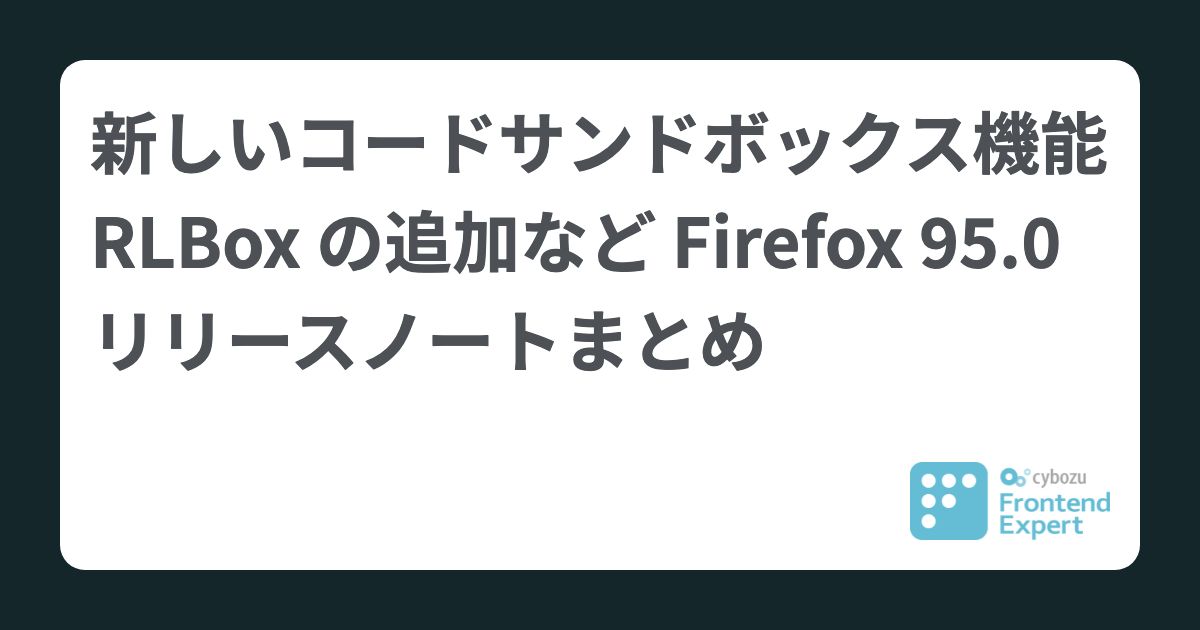 新しいコードサンドボックス機能
RLBox の追加など Firefox 95.0
リリースノートまとめ
cybozu
Frontend
Expert